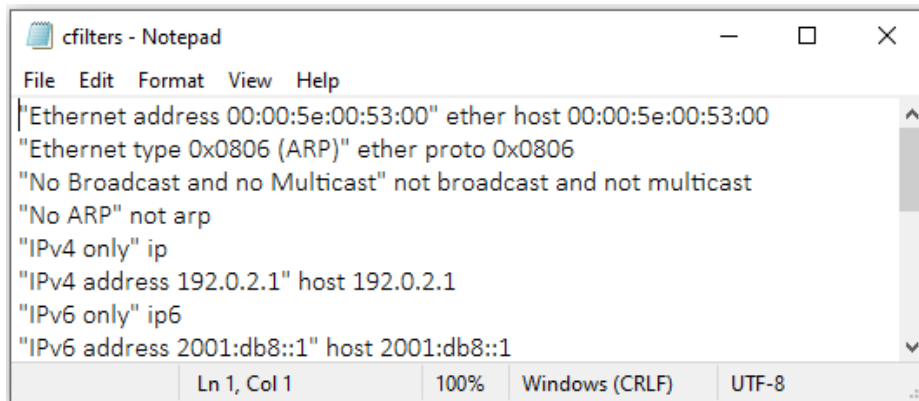 cfilters - Notepad
File Edit Format View Help
"Ethernet address 00:00:5e:00:53:00" ether host 00:00:5e:00:53:00
"Ethernet type 0x0806 (ARP)" ether proto 0x0806
"No Broadcast and no Multicast" not broadcast and not multicast
"No ARP" not arp
"IPv4 only" ip
"IPv4 address 192.0.2.1" host 192.0.2.1
"IPv6 only" ip6
"IPv6 address 2001:db8::1" host 2001:db8::1
Ln 1, Col 1 100% Windows (CRLF) UTF-8